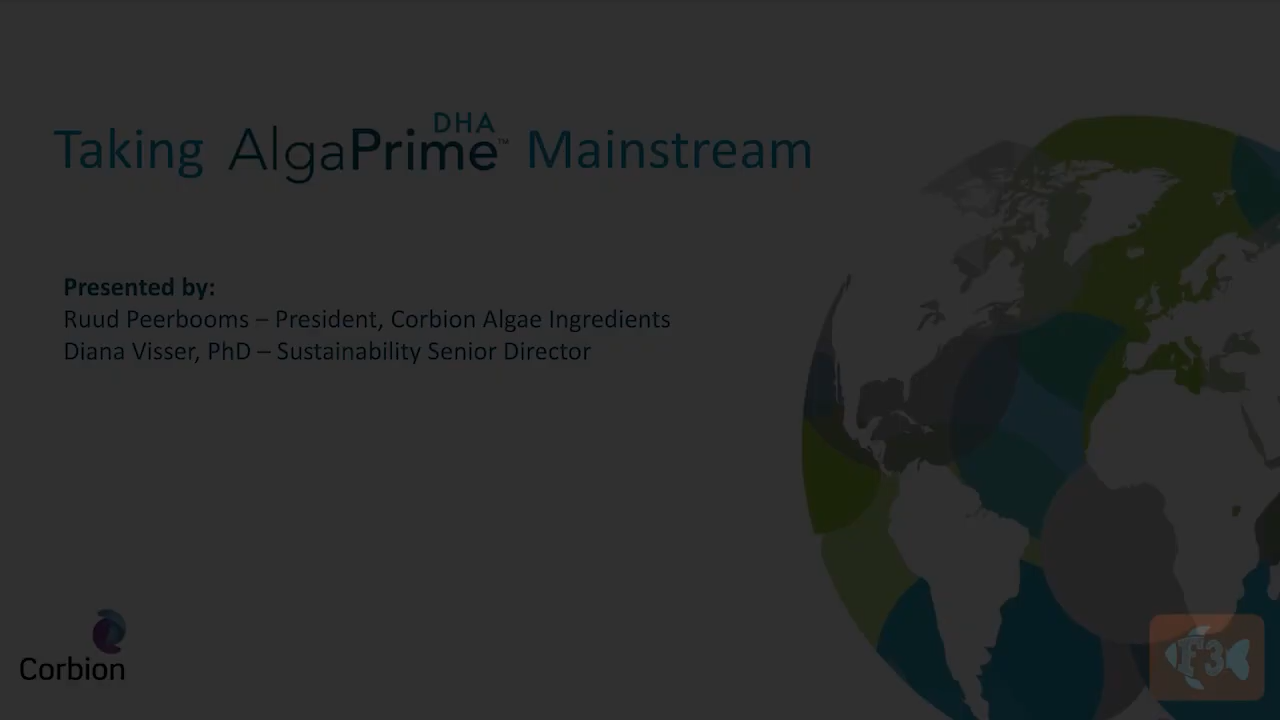 Taking AlgaPrime™ DHA Mainstream
Presented by:
Ruud Peerbooms – President, Corbion Algae Ingredients
Diana Visser, PhD – Sustainability Senior Director
Corbion
F3